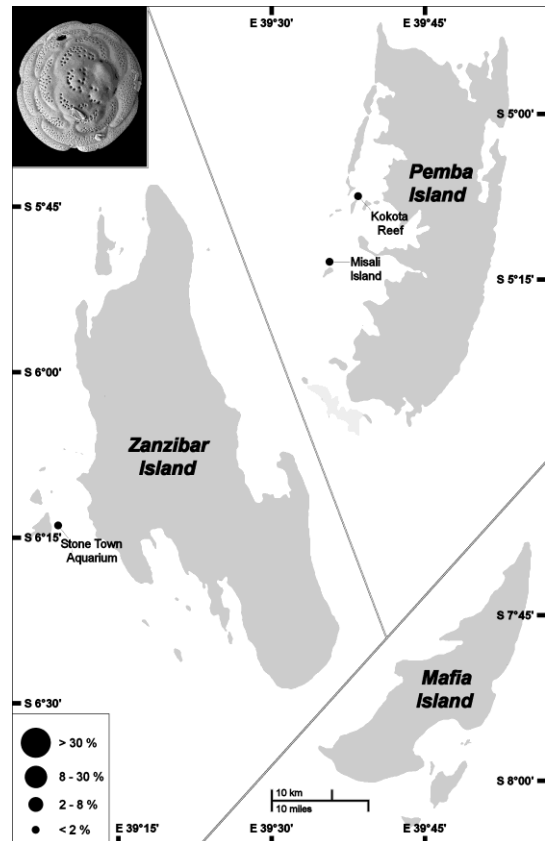 E 39°30'
E 39°45'
S 5°00'
Pemba
Island
Kokota
Reef
S 5°45'
Misali
Island
S 5°15'
S 6°00'
Zanzibar
Island
S 6°15'
Stone Town
Aquarium
S 7°45'
Mafia
Island
S 6°30'
> 30 %
8 - 30 %
2 - 8 %
< 2 %
S 8°00'
10 km
10 miles
E 39°15'
E 39°30'
E 39°45'